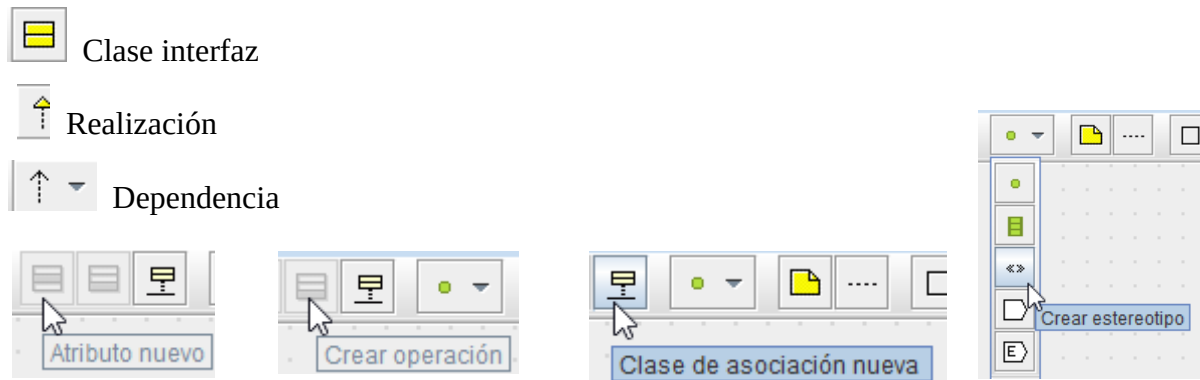 Clase interfaz
Realización
Dependencia
Atributo nuevo
Crear operación
Clase de asociación nueva
«»
Crear estereotipo
E